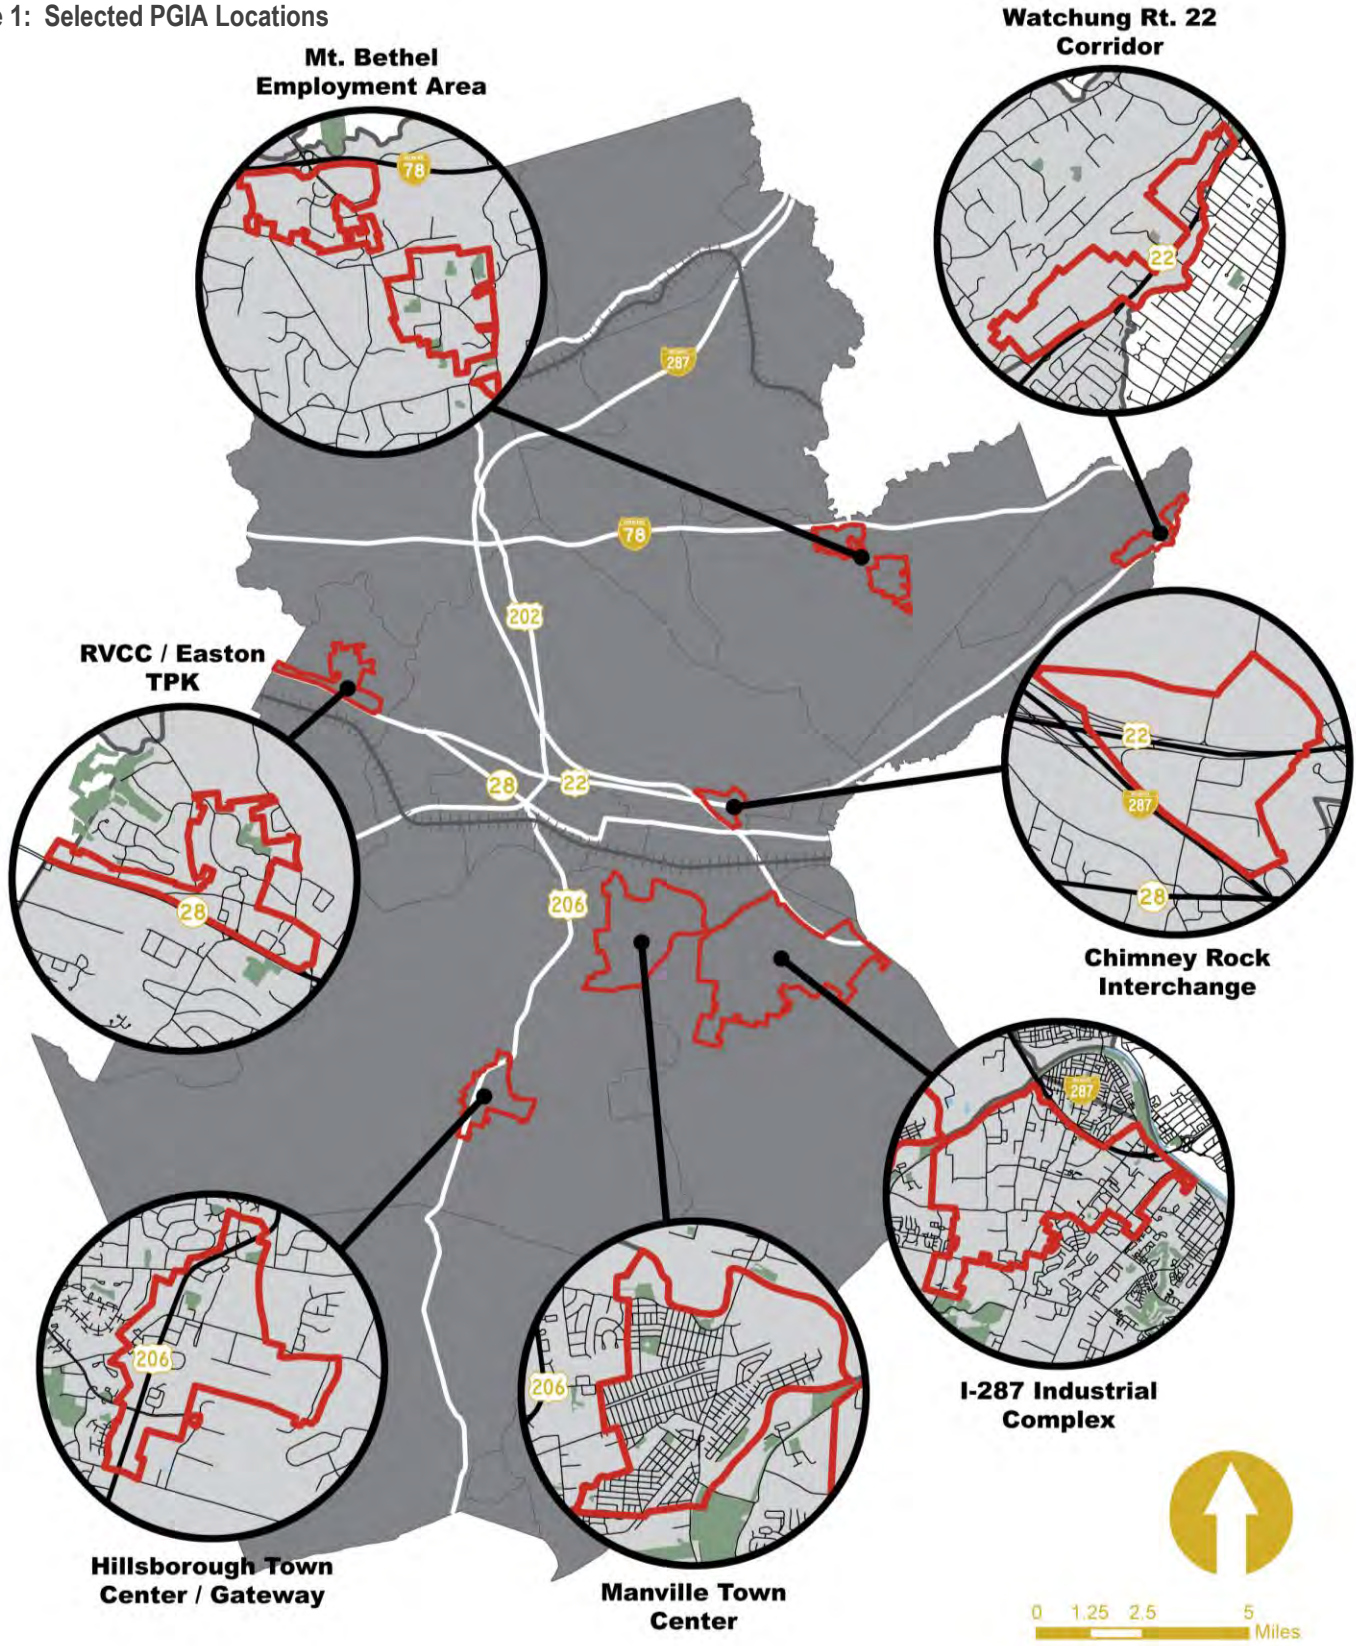 e 1: Selected PGIA Locations
Watchung Rt. 22
Corridor
Mt. Bethel
Employment Area
78
22
287
78
202
RVCC / Easton
TPK
22
28
22
287
28
28
206
Chimney Rock
Interchange
287
206
206
I-287 Industrial
Complex
Hillsborough Town
Center / Gateway
Manville Town
Center
0 1.25 2.5 5
Miles